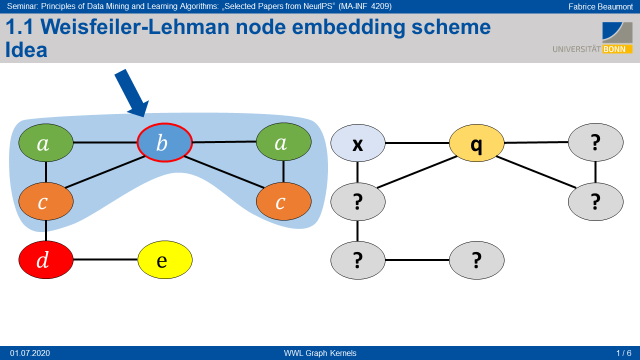 Seminar: Principles of Data Mining and Learning Algorithms: „Selected Papers from NeurIPS“ (MA-INF 4209)
Fabrice Beaumont
1.1 Weisfeiler-Lehman node embedding scheme
Idea
UNIVERSITÄT BONN
a b a x q ?
c c ? ?
d e ? ?
01.07.2020 WWL Graph Kernels 1 / 6